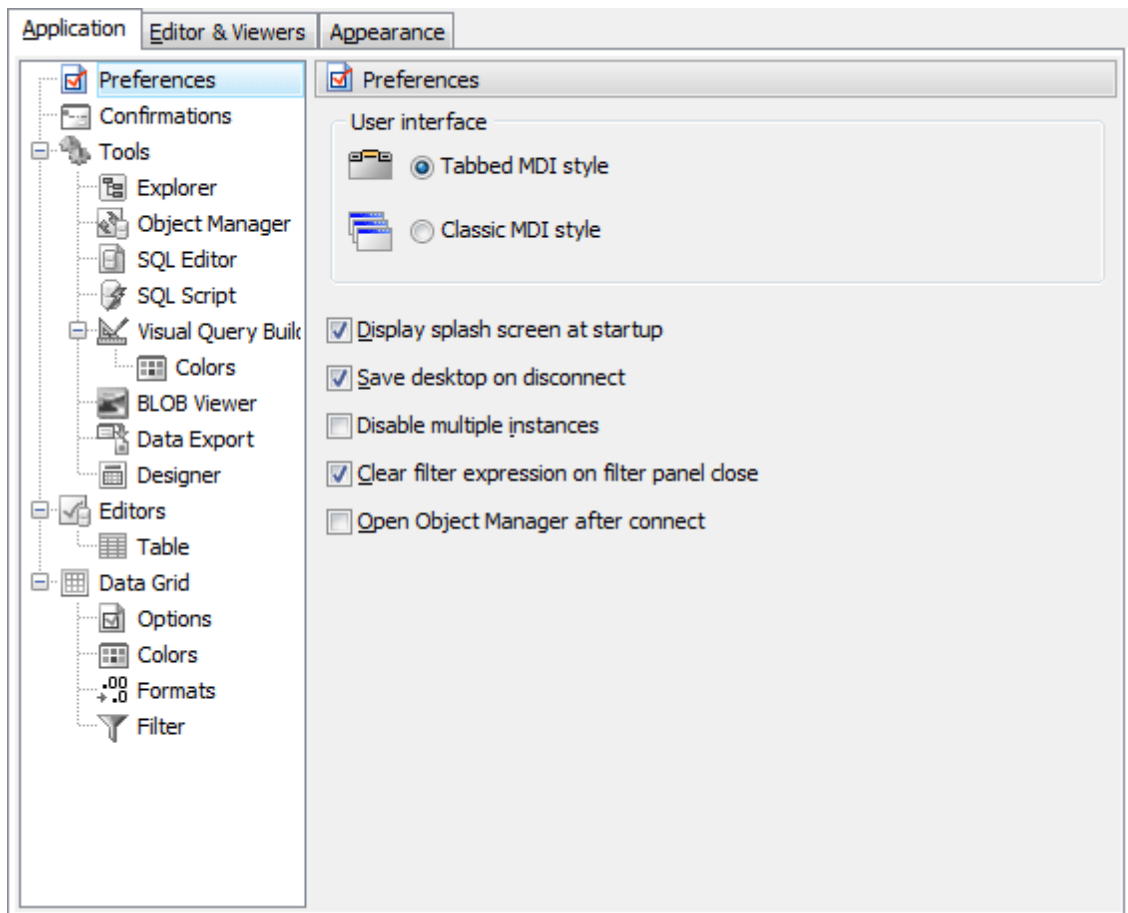 Application Editor & Viewers Appearance
Preferences
Confirmations
Tools
Explorer
Object Manager
SQL Editor
SQL Script
Visual Query Builc
Colors
BLOB Viewer
Data Export
Designer
Editors
Table
Data Grid
Options
Colors
.00 Formats
.0
Filter
Preferences
User interface
Tabbed MDI style
Classic MDI style
Display splash screen at startup
Save desktop on disconnect
Disable multiple instances
Clear filter expression on filter panel close
Open Object Manager after connect